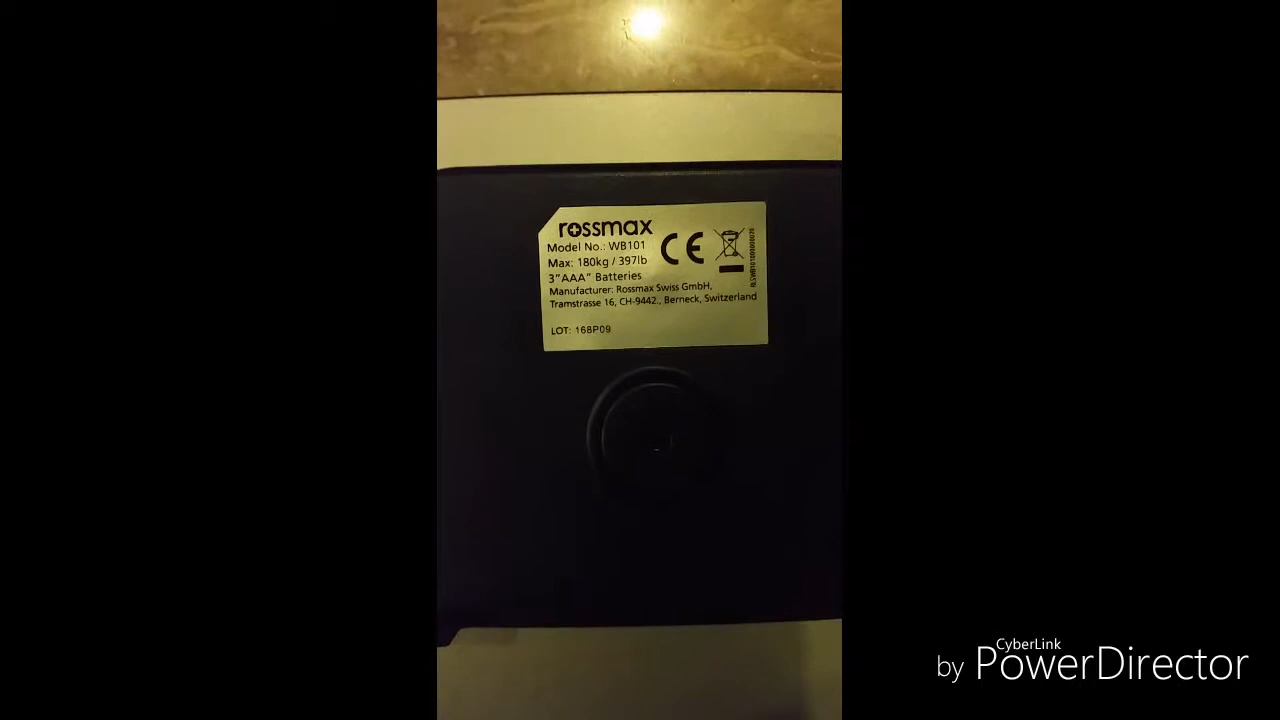 rossmax
Model No.: WB101
Max: 180kg / 397lb
3"AAA" Batteries
Manufacturer: Rossmax Swiss GmbH,
Tramstrasse 16, CH-9442., Berneck, Switzerland
LOT: 168P09
CE
CyberLink
by PowerDirector